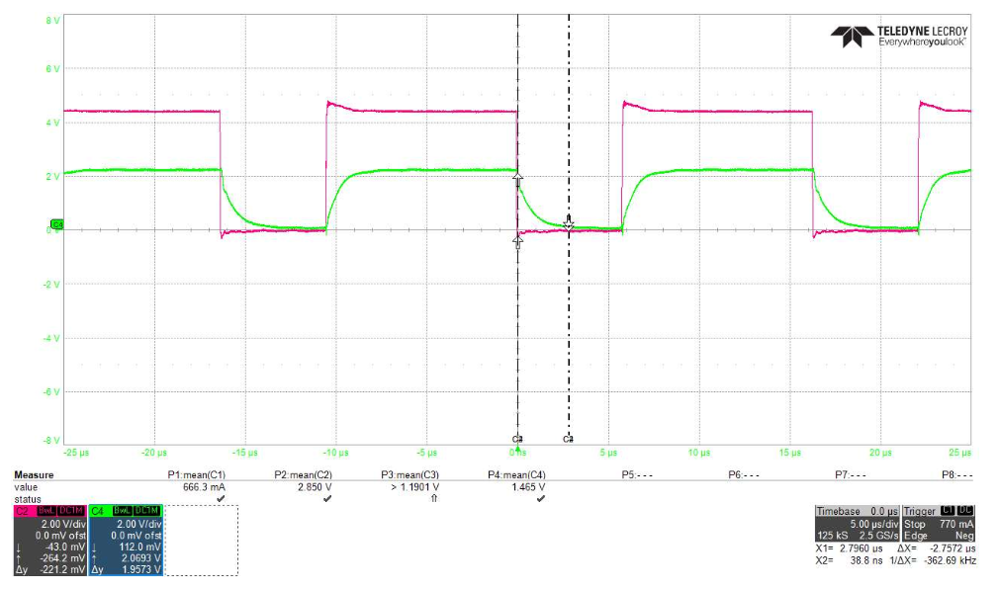 8 V
TELEDYNE LECROY
Everywhereyoulook™
6 V
4 V
2 V
C4
0 V
-2 V
-4 V
-6 V
-8 V
-25 µs -20 µs -15 µs -10 µs -5 µs 0 µs 5 µs 10 µs 15 µs 20 µs 25 µs
Measure P1:mean(C1) P2:mean(C2) P3:mean(C3) P4:mean(C4) P5:--- P6:--- P7:--- P8:---
value 666.3 mA 2.850 V > 1.1901 V 1.465 V
status
C2 BwL DC1M C4 BwL DC1M
2.00 V/div 2.00 V/div
0.0 mV ofst 0.0 mV ofst
↓ -43.0 mV ↓ 112.0 mV
↑ -264.2 mV ↑ 2.0693 V
Δy -221.2 mV Δy 1.9573 V
Timebase 0.0 µs Trigger C1 DC
5.00 µs/div Stop 770 mA
125 kS 2.5 GS/s Edge Neg
X1= 2.7960 µs ΔX= -2.7572 µs
X2= 38.8 ns 1/ΔX= -362.69 kHz